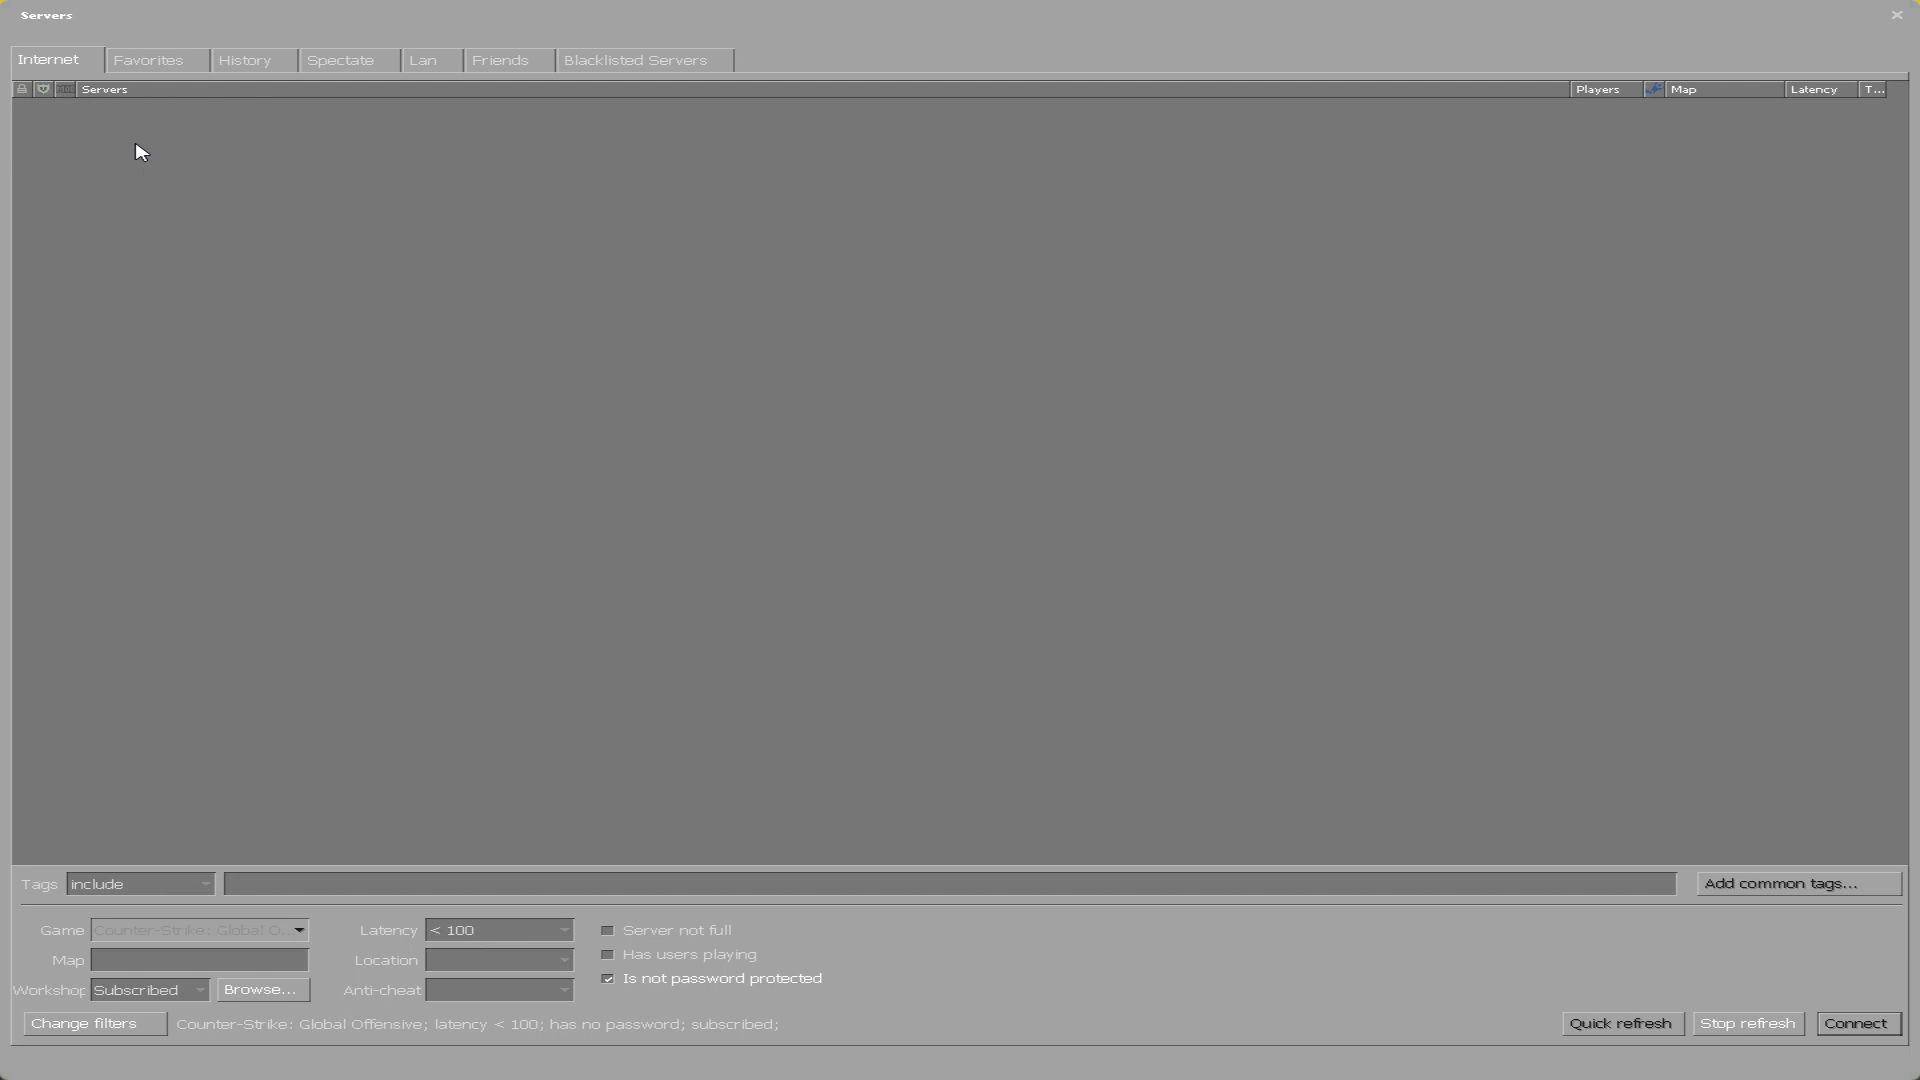 Servers
Internet Favorites History Spectate Lan Friends Blacklisted Servers
Servers Players Map Latency T...
Tags include Add common tags...
Game Counter-Strike: Global O... Latency < 100 Server not full
Has users playing
Map Location
Is not password protected
Workshop Subscribed Browse... Anti-cheat
Change filters Counter-Strike: Global Offensive; latency < 100; has no password; subscribed; Quick refresh Stop refresh Connect